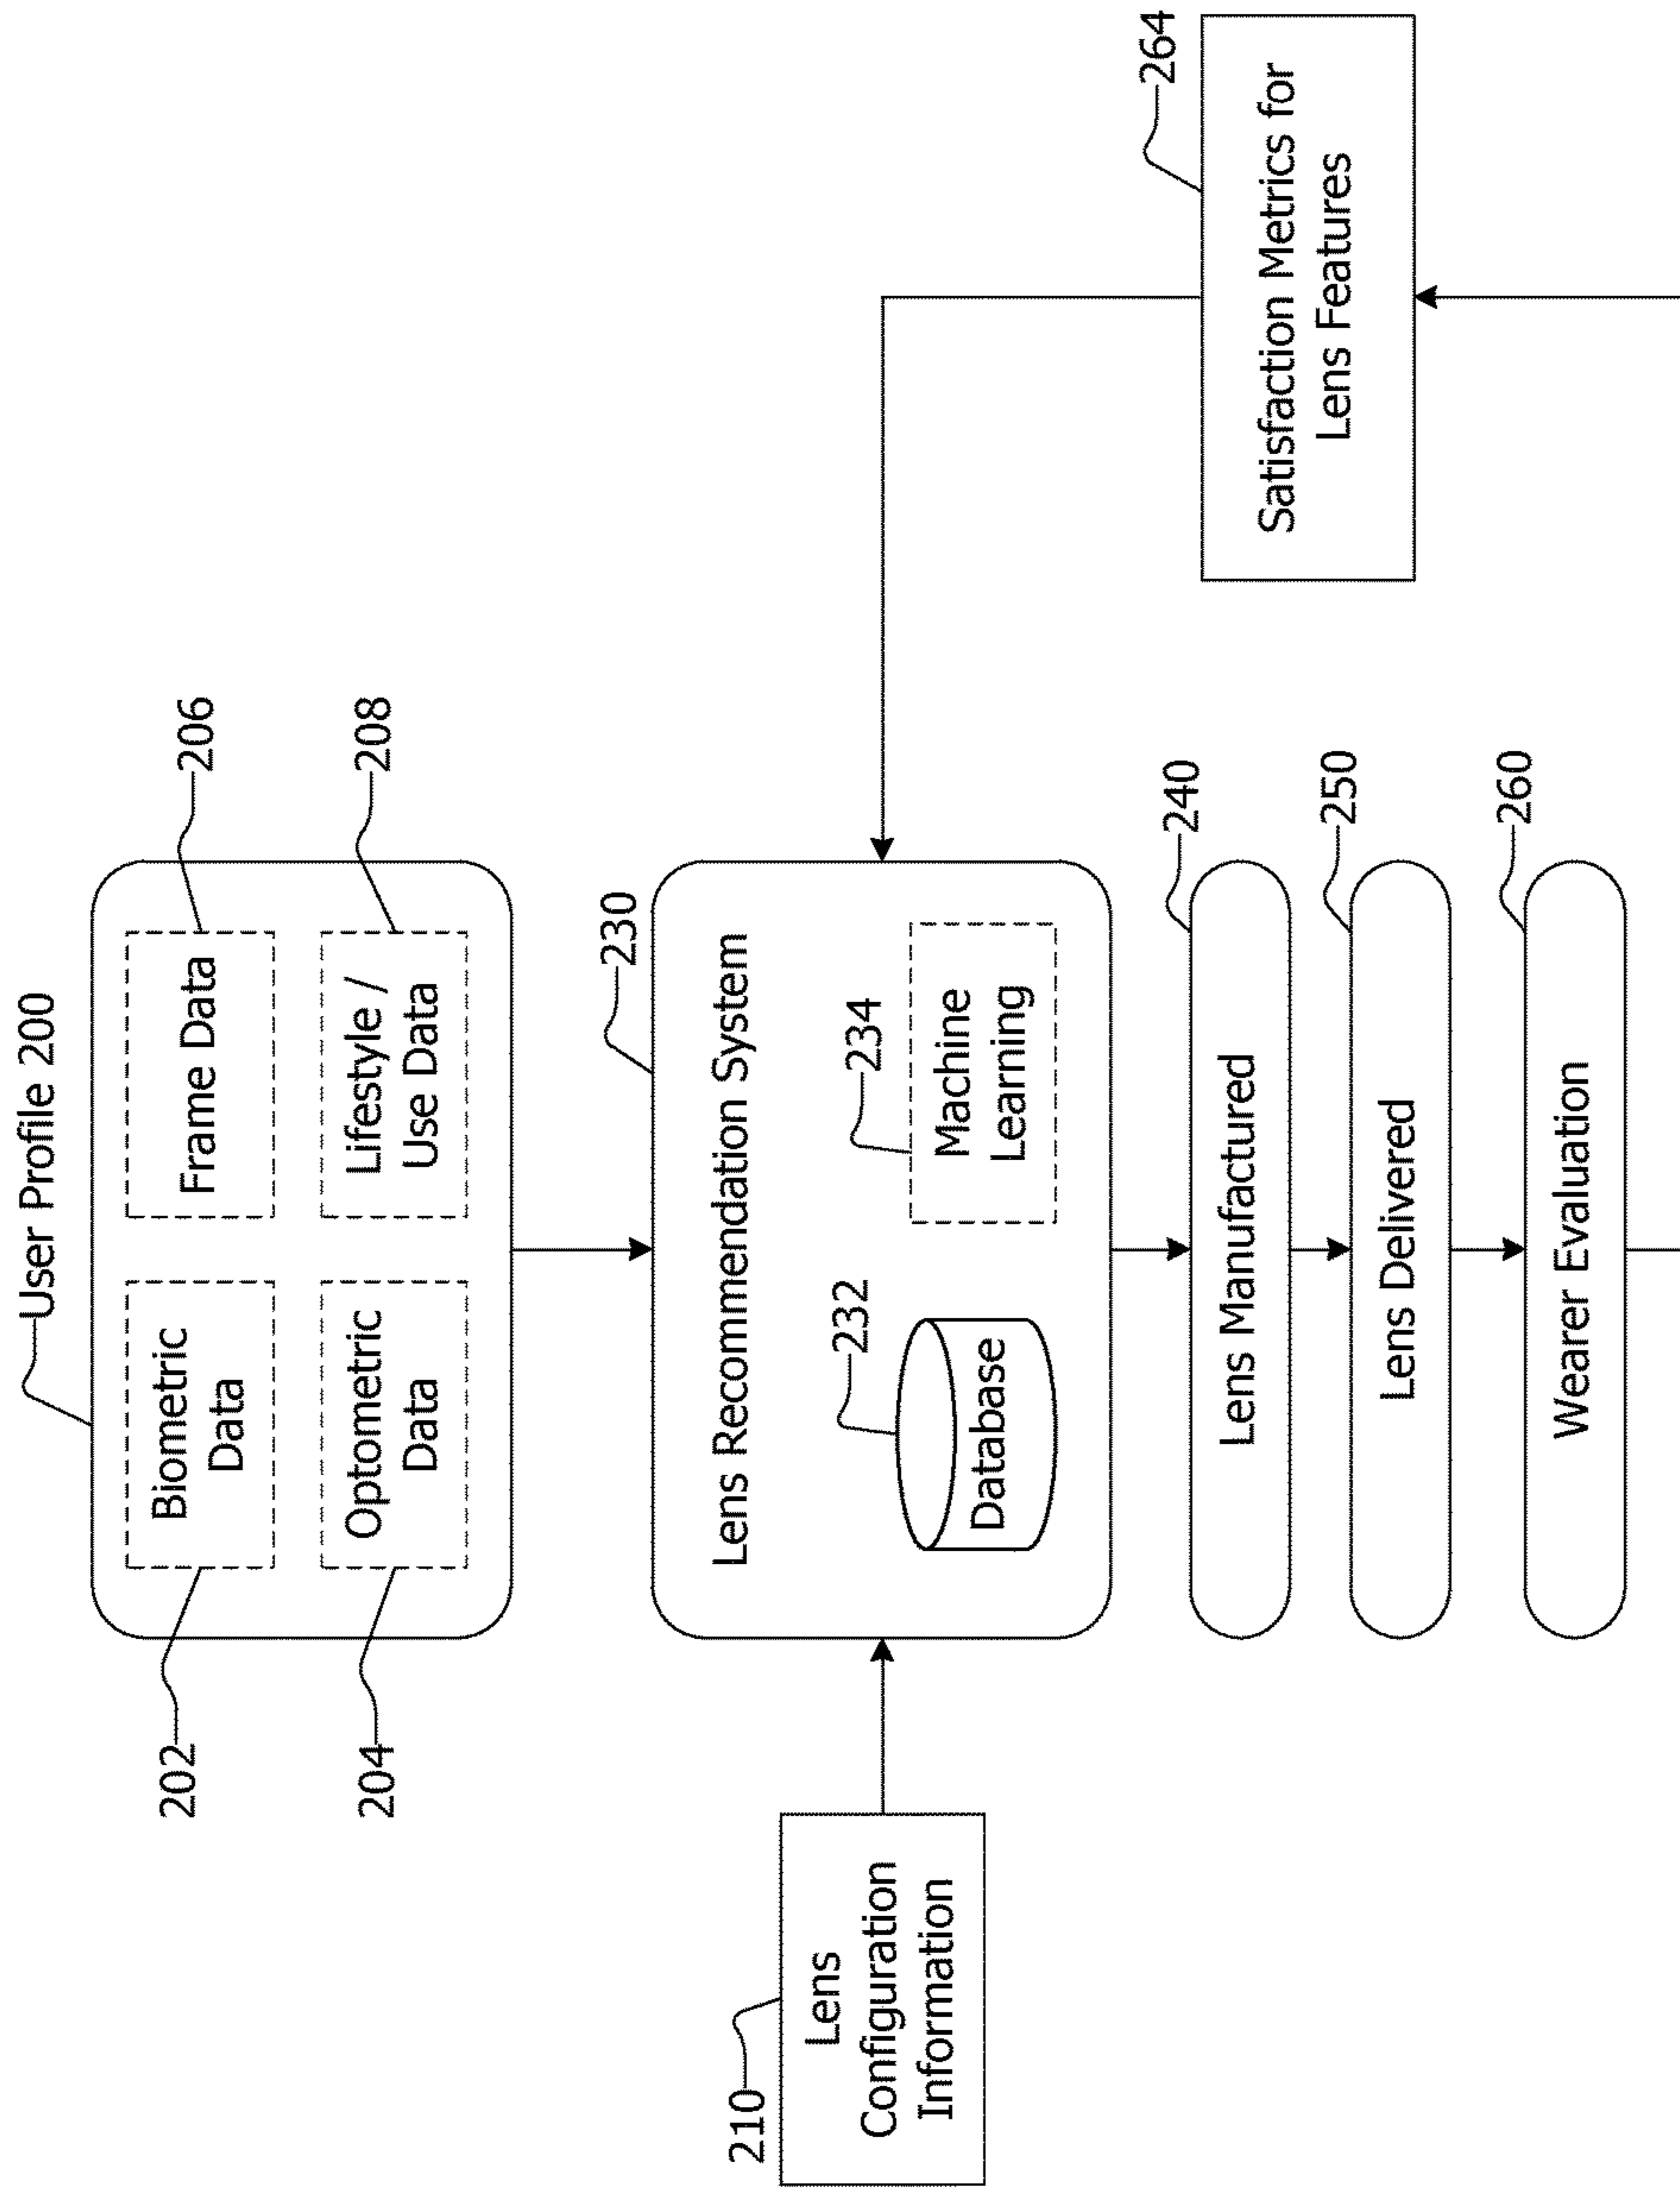 User Profile 200
Biometric
Data
Frame Data
202
206
Optometric
Data
Lifestyle /
Use Data
204
208
230
Lens Recommendation System
210
Lens
Configuration
Information
232
Database
234
Machine
Learning
240
Lens Manufactured
250
Lens Delivered
260
Wearer Evaluation
264
Satisfaction Metrics for
Lens Features